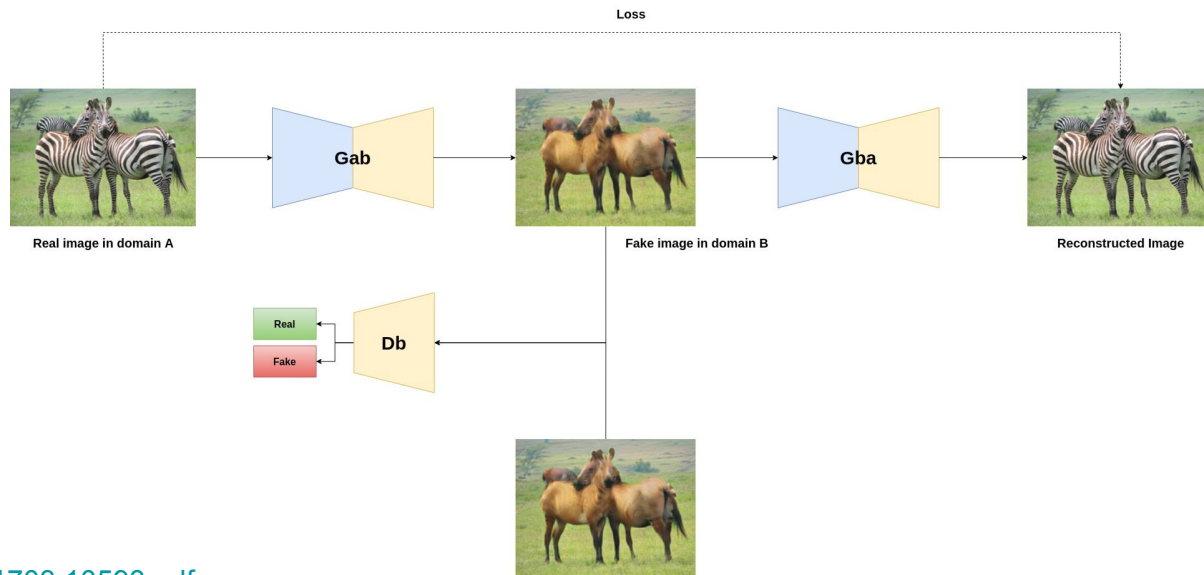 Loss
Gab
Gba
Real image in domain A
Fake image in domain B
Reconstructed Image
Real
Db
Fake